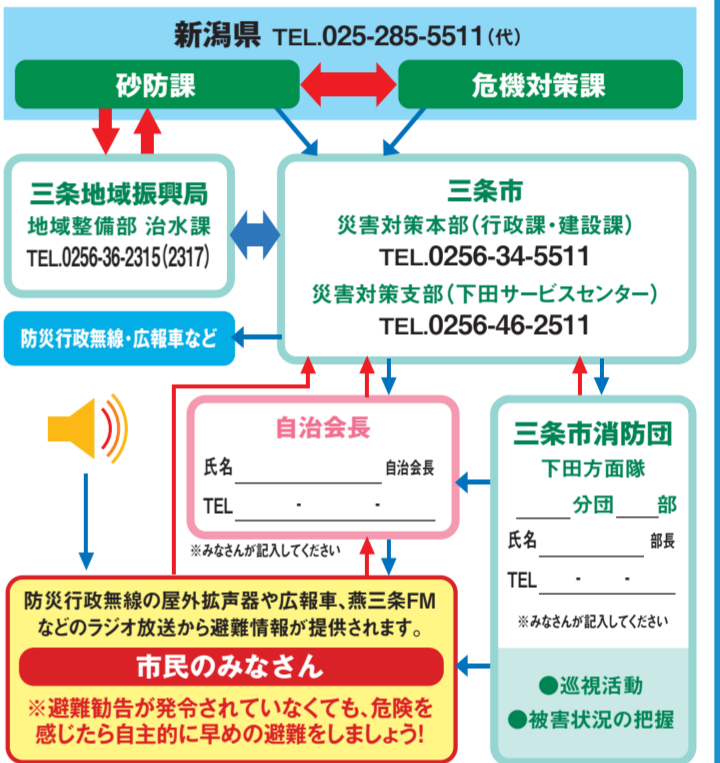 新潟県 TEL.025-285-5511(代)
砂防課
危機対策課
三条地域振興局
地域整備部 治水課
TEL.0256-36-2315(2317)
三条市
災害対策本部(行政課・建設課)
TEL.0256-34-5511
災害対策支部(下田サービスセンター)
TEL.0256-46-2511
防災行政無線・広報車など
自治会長
氏名 自治会長
TEL - -
※みなさんが記入してください
三条市消防団
下田方面隊
分団 部
氏名 部長
TEL - -
※みなさんが記入してください
●巡視活動
●被害状況の把握
防災行政無線の屋外拡声器や広報車、燕三条FM
などのラジオ放送から避難情報が提供されます。
市民のみなさん
※避難勧告が発令されていなくても、危険を
感じたら自主的に早めの避難をしましょう!